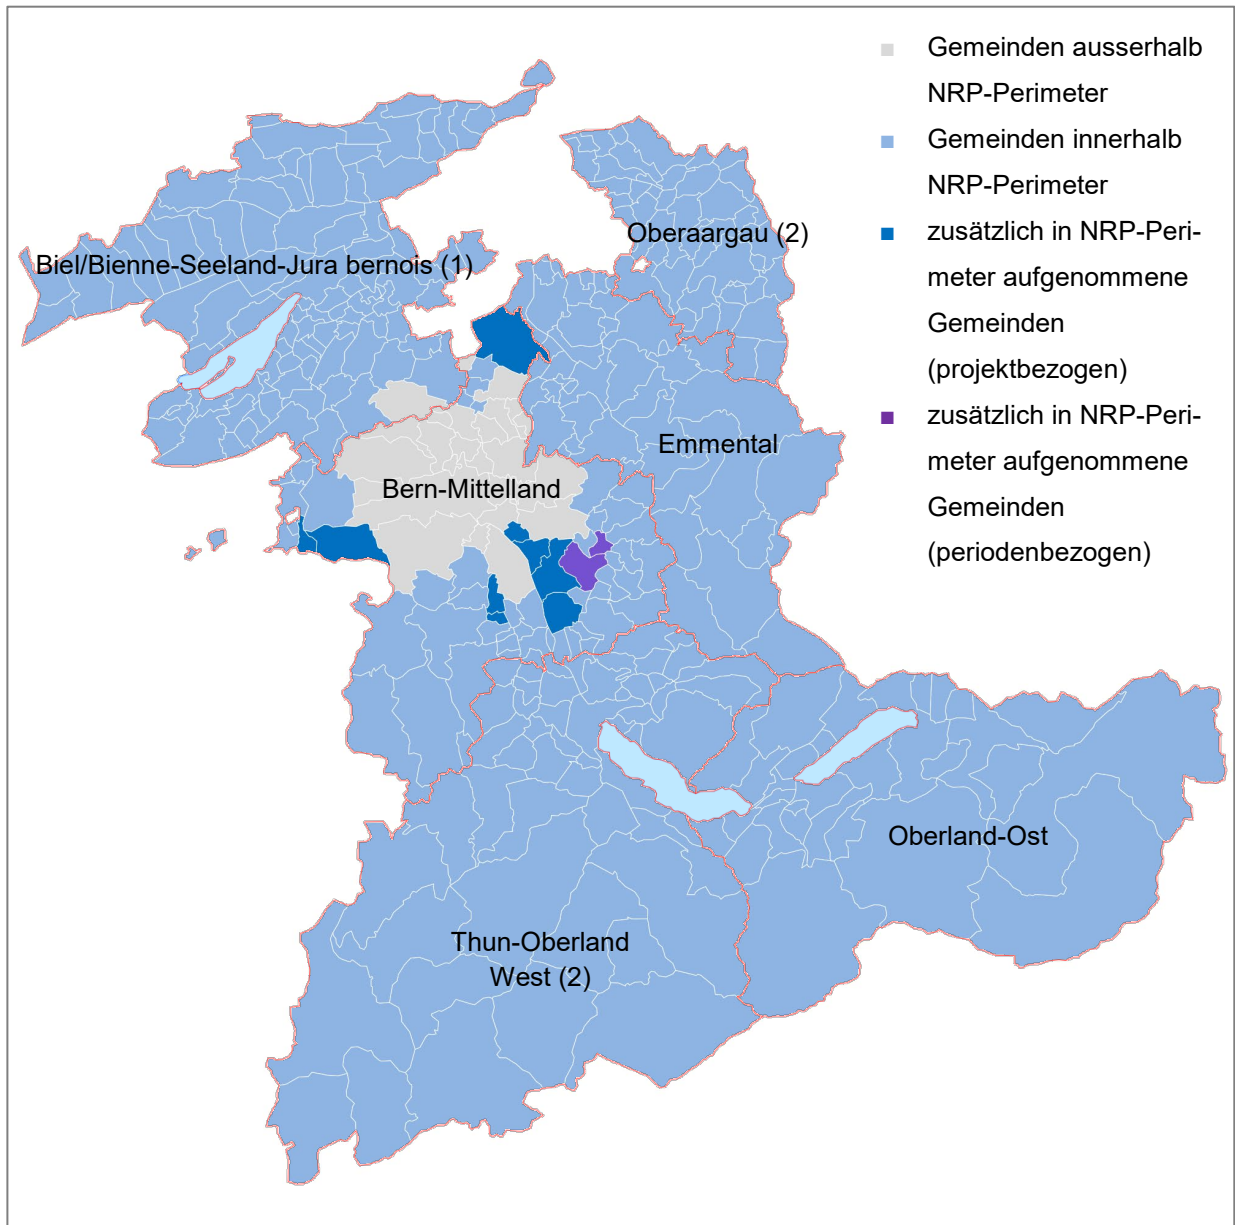 Gemeinden ausserhalb
NRP-Perimeter
Gemeinden innerhalb
NRP-Perimeter
zusätzlich in NRP-Peri-
meter aufgenommene
Gemeinden
(projektbezogen)
zusätzlich in NRP-Peri-
meter aufgenommene
Gemeinden
(periodenbezogen)
Oberaargau (2)
Biel/Bienne-Seeland-Jura bernois (1)
Emmental
Bern-Mittelland
Oberland-Ost
Thun-Oberland
West (2)